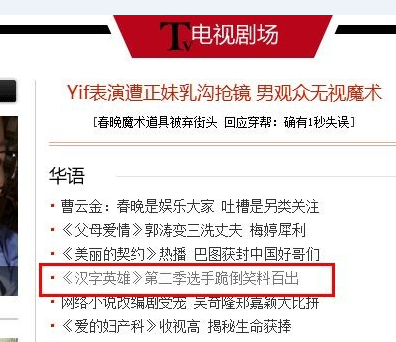 Tv电视剧场
Yif表演遭正妹乳沟抢镜 男观众无视魔术
[春晚魔术道具被弃街头 回应穿帮：确有1秒失误]
华语
曹云金：春晚是娱乐大家 吐槽是另类关注
《父母爱情》郭涛变三洗丈夫 梅婷犀利
《美丽的契约》热播 巴图获封中国好哥们
《汉字英雄》第二季选手跪倒笑料百出
网络小说改编剧受宠 吴奇隆郑嘉颖大比拼
《爱的妇产科》收视高 揭秘生命获捧